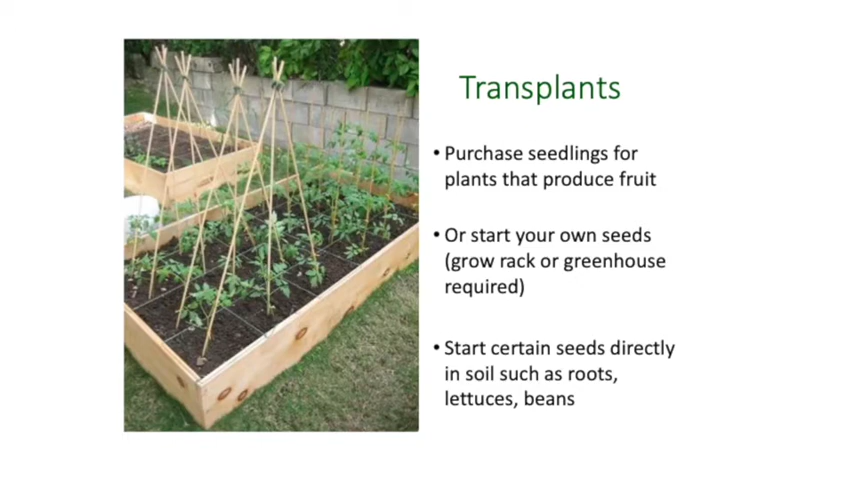 Transplants
• Purchase seedlings for
plants that produce fruit
• Or start your own seeds
(grow rack or greenhouse
required)
• Start certain seeds directly
in soil such as roots,
lettuces, beans